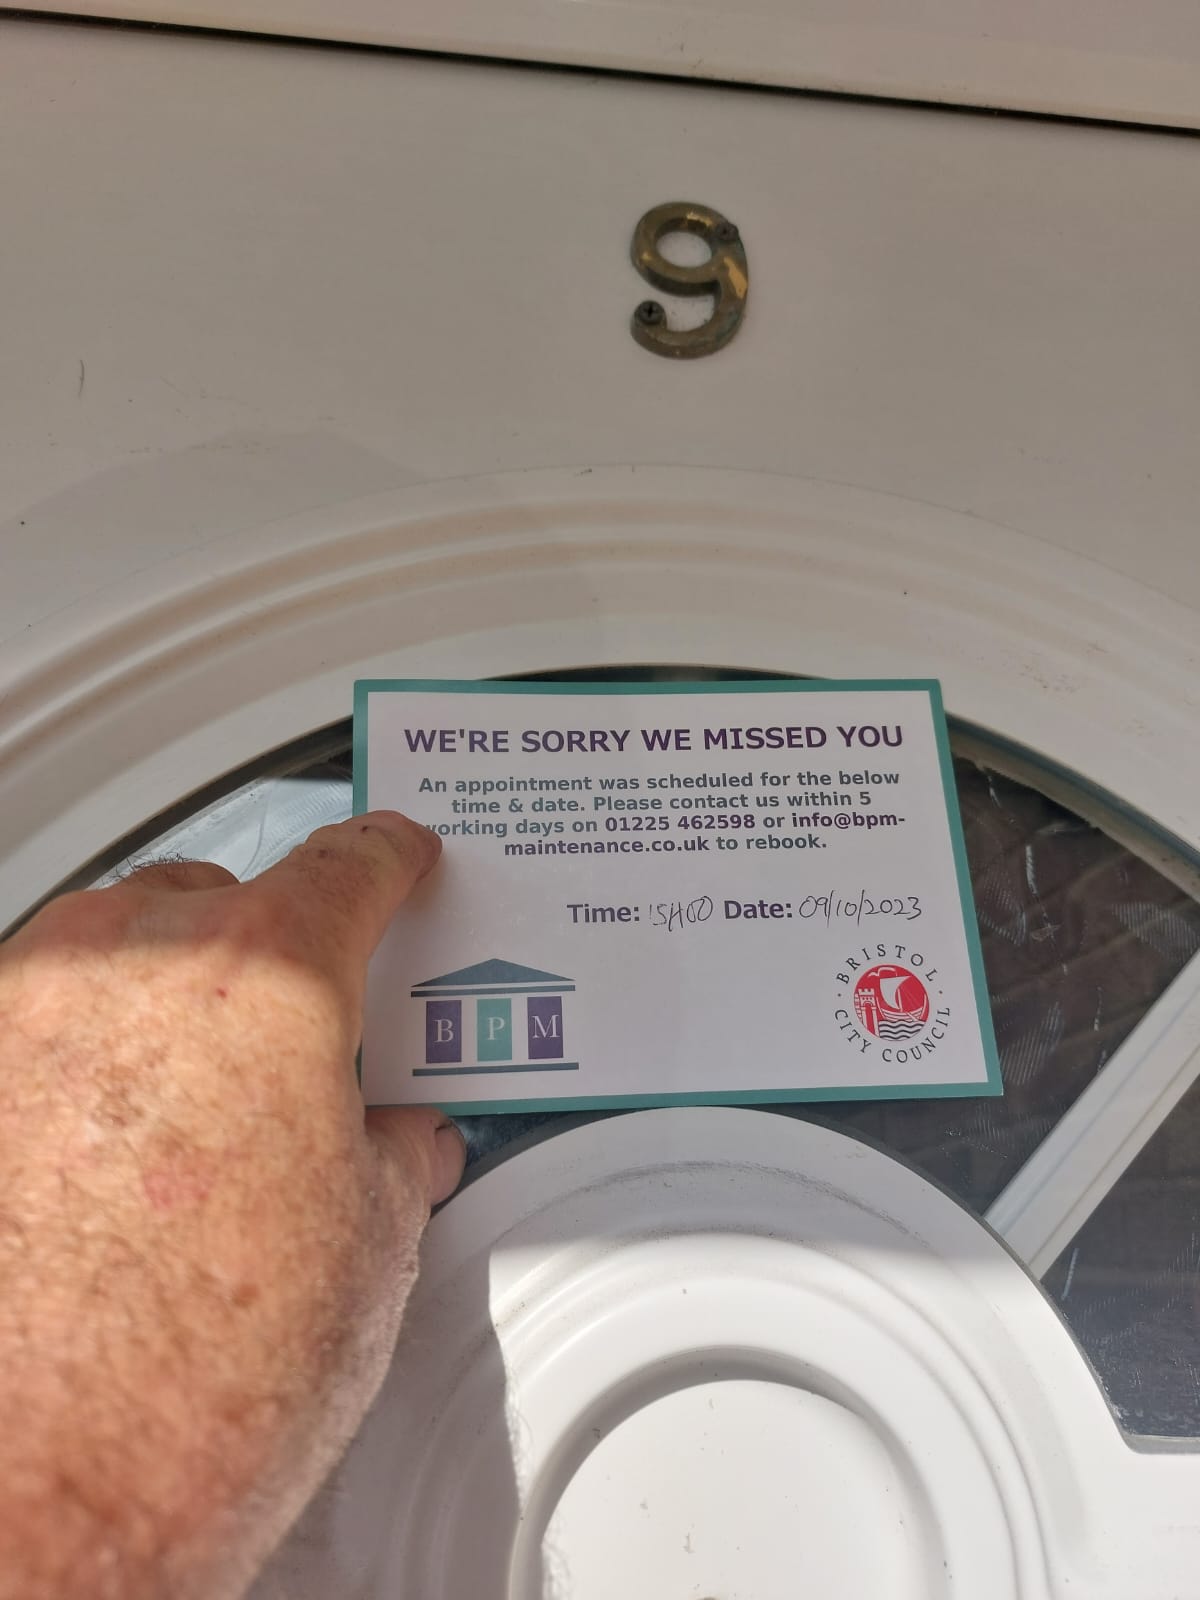 9
WE'RE SORRY WE MISSED YOU
An appointment was scheduled for the below
time & date. Please contact us within 5
working days on 01225 462598 or info@bpm-
maintenance.co.uk to rebook.
Time: 15H00 Date: 09/10/2023
B P M
· BRISTOL ·
CITY COUNCIL